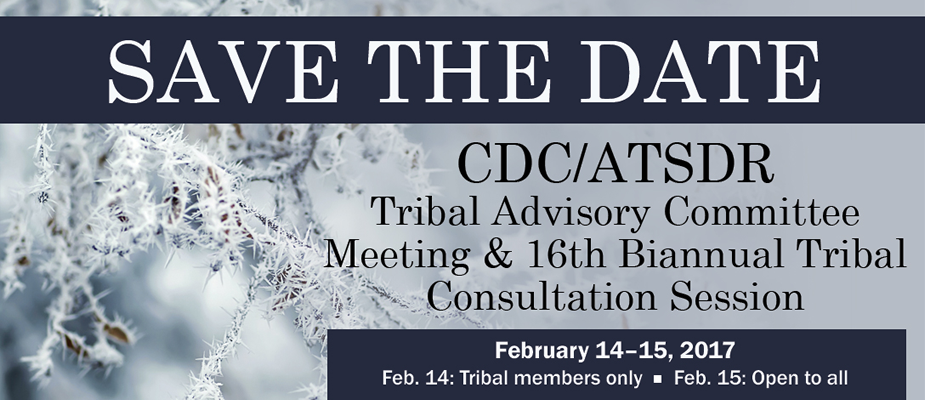 SAVE THE DATE
CDC/ATSDR
Tribal Advisory Committee
Meeting & 16th Biannual Tribal
Consultation Session
February 14–15, 2017
Feb. 14: Tribal members only ■ Feb. 15: Open to all